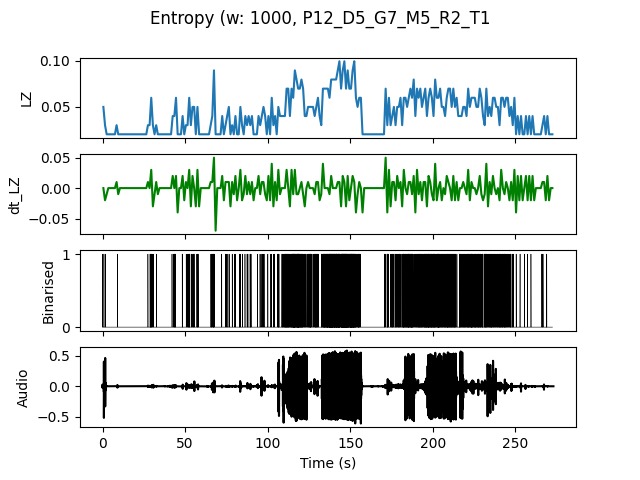 Entropy (w: 1000, P12_D5_G7_M5_R2_T1
0.10
0.05
LZ
0.05
0.00
−0.05
dt_LZ
1
0
Binarised
0.5
0.0
−0.5
Audio
0 50 100 150 200 250
Time (s)